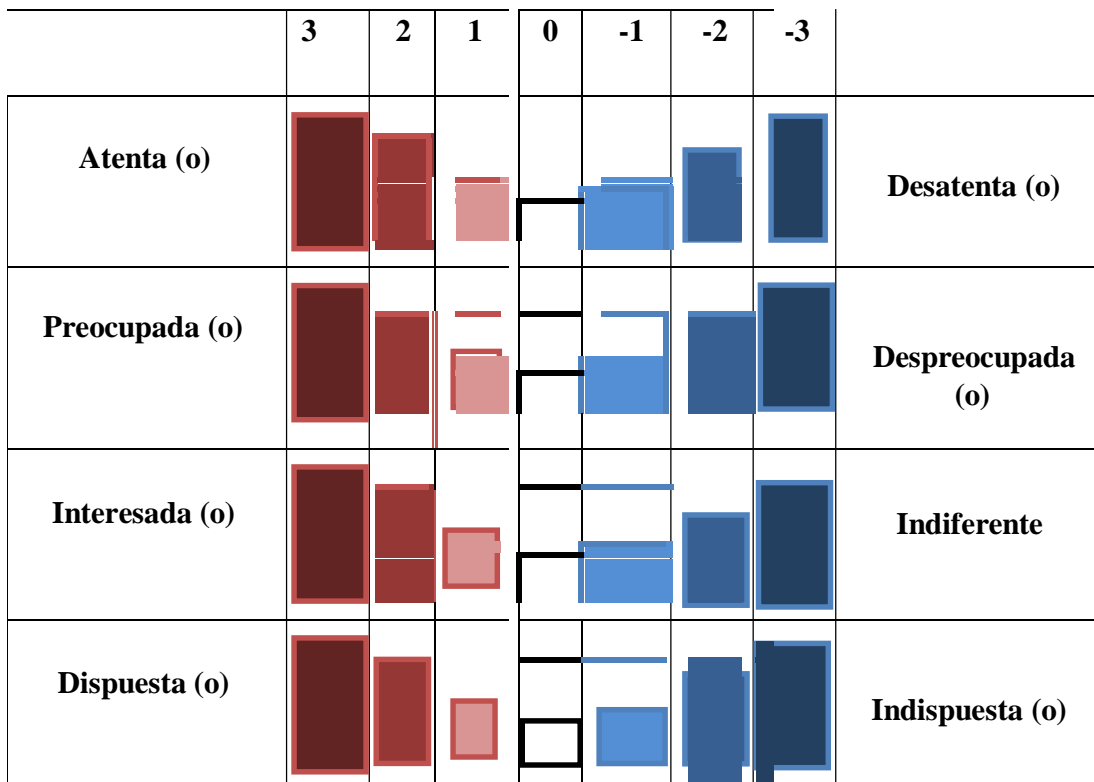 3 2 1 0 -1 -2 -3
Atenta (o)
Desatenta (o)
Preocupada (o)
Despreocupada
(o)
Interesada (o)
Indiferente
Dispuesta (o)
Indispuesta (o)